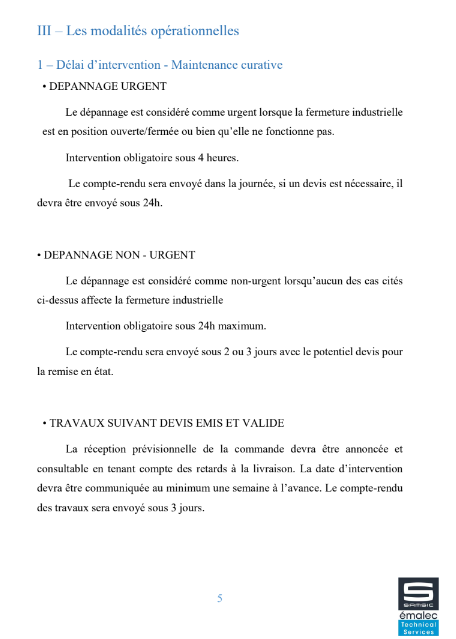 III – Les modalités opérationnelles
1 – Délai d’intervention - Maintenance curative
• DEPANNAGE URGENT
Le dépannage est considéré comme urgent lorsque la fermeture industrielle
est en position ouverte/fermée ou bien qu’elle ne fonctionne pas.
Intervention obligatoire sous 4 heures.
Le compte-rendu sera envoyé dans la journée, si un devis est nécessaire, il
devra être envoyé sous 24h.
• DEPANNAGE NON - URGENT
Le dépannage est considéré comme non-urgent lorsqu’aucun des cas cités
ci-dessus affecte la fermeture industrielle
Intervention obligatoire sous 24h maximum.
Le compte-rendu sera envoyé sous 2 ou 3 jours avec le potentiel devis pour
la remise en état.
• TRAVAUX SUIVANT DEVIS EMIS ET VALIDE
La réception prévisionnelle de la commande devra être annoncée et
consultable en tenant compte des retards à la livraison. La date d’intervention
devra être communiquée au minimum une semaine à l’avance. Le compte-rendu
des travaux sera envoyé sous 3 jours.
5
SAMSIC
émalec
Technical
Services